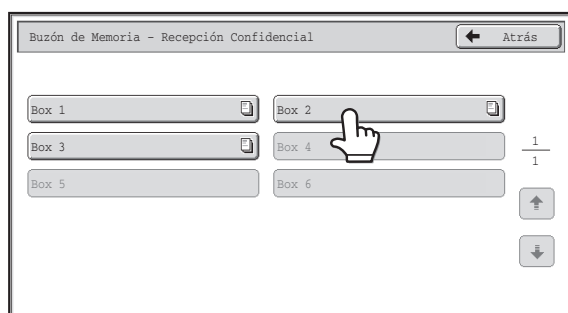 Buzón de Memoria - Recepción Confidencial
Atrás
Box 1
Box 2
Box 3
Box 4
1
1
Box 5
Box 6